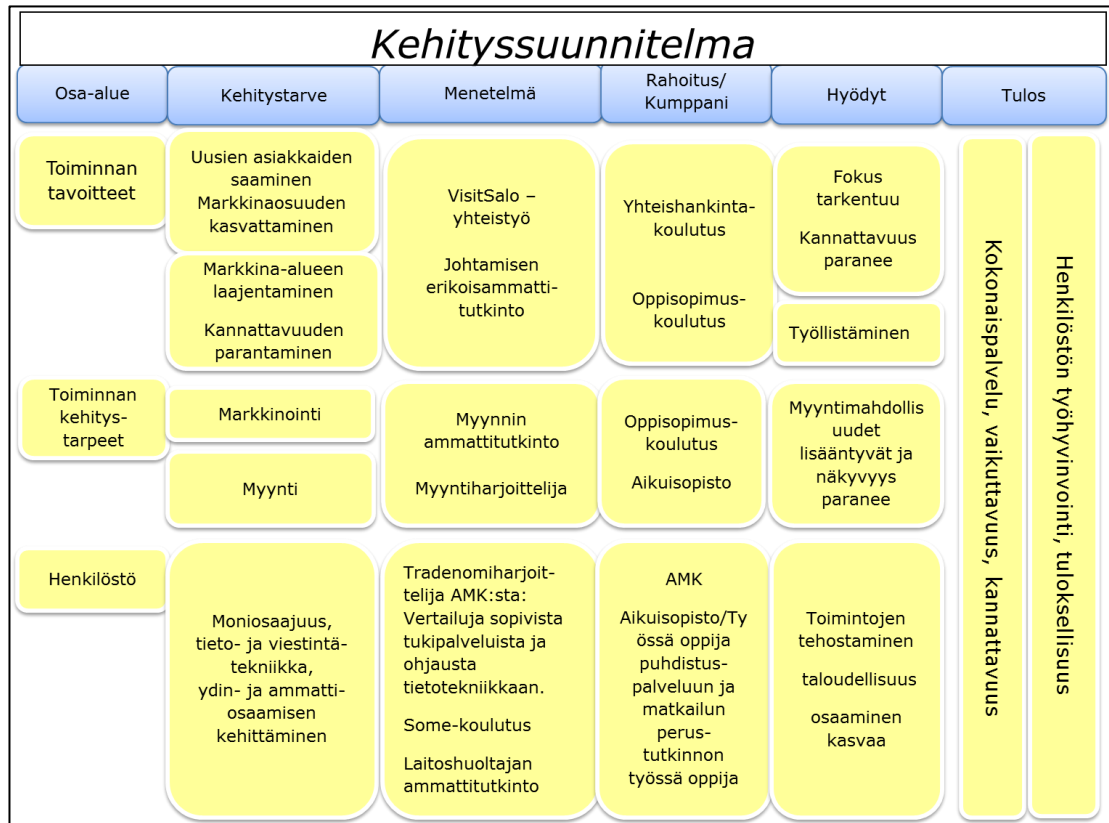 Kehityssuunnitelma
Osa-alue
Kehitystarve
Menetelmä
Rahoitus/
Kumppani
Hyödyt
Tulos
Toiminnan
tavoitteet
Uusien asiakkaiden
saaminen
Markkinaosuuden
kasvattaminen
Markkina-alueen
laajentaminen
Kannattavuuden
parantaminen
VisitSalo –
yhteistyö
Johtamisen
erikoisammatti-
tutkinto
Yhteishankinta-
koulutus
Oppisopimus-
koulutus
Fokus
tarkentuu
Kannattavuus
paranee
Työllistäminen
Toiminnan
kehitys-
tarpeet
Markkinointi
Myynti
Myynnin
ammattitutkinto
Myyntiharjoittelija
Oppisopimus-
koulutus
Aikuisopisto
Myyntimahdollis
uudet
lisääntyvät ja
näkyvyys
paranee
Henkilöstö
Moniosaajuus,
tieto- ja viestintä-
tekniikka,
ydin- ja ammatti-
osaamisen
kehittäminen
Tradenomiharjoit-
telija AMK:sta:
Vertailuja sopivista
tukipalveluista ja
ohjausta
tietotekniikkaan.
Some-koulutus
Laitoshuoltajan
ammattitutkinto
AMK
Aikuisopisto/Ty
össä oppija
puhdistus-
palveluun ja
matkailun
perus-
tutkinnon
työssä oppija
Toimintojen
tehostaminen
taloudellisuus
osaaminen
kasvaa
Kokonaispalvelu, vaikuttavuus, kannattavuus
Henkilöstön työhyvinvointi, tuloksellisuus